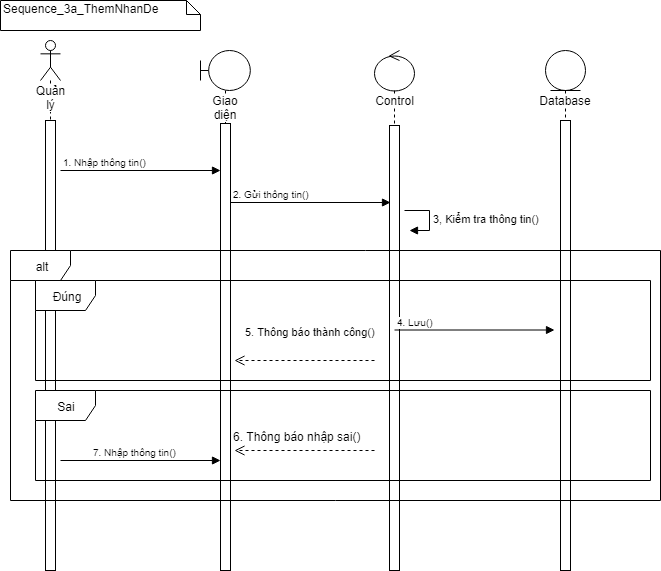 Sequence_3a_ThemNhanDe
Quản
lý
Giao
diện
Control
Database
1. Nhập thông tin()
2. Gửi thông tin()
3, Kiểm tra thông tin()
alt
Đúng
4. Lưu()
5. Thông báo thành công()
Sai
6. Thông báo nhập sai()
7. Nhập thông tin()